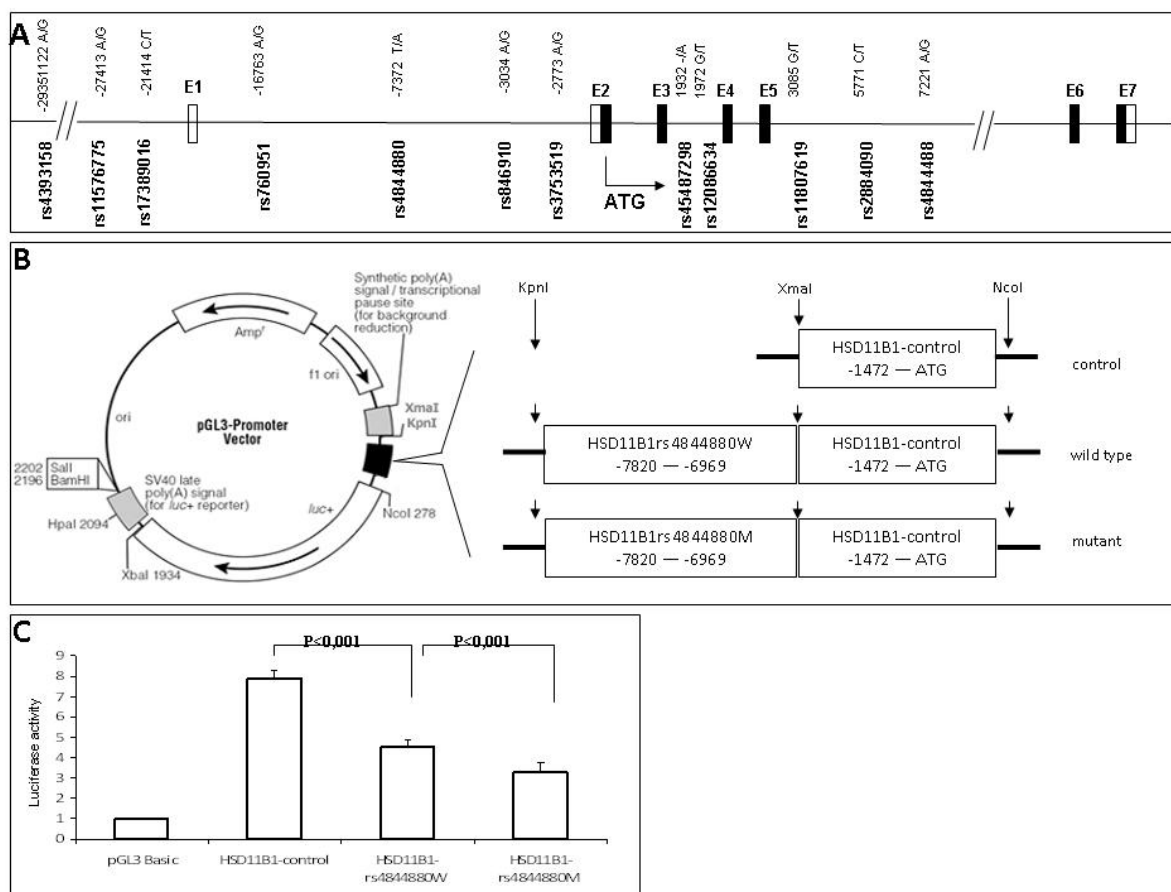 A
-29351122 A/G
-27413 A/G
-21414 C/T
-16763 A/G
-7372 T/A
-3034 A/G
-2773 A/G
1932 -/A
1972 G/T
3085 G/T
5771 C/T
7221 A/G
E1
E2
E3
E4
E5
E6
E7
rs4393158
rs11576775
rs17389016
rs760951
rs4844880
rs846910
rs3753519
ATG
rs45487298
rs12086634
rs11807619
rs2884090
rs4844488
B
Synthetic poly(A)
signal / transcriptional
pause site
(for background
reduction)
Ampr
f1 ori
XmaI
KpnI
ori
pGL3-Promoter
Vector
2202 SalI
2196 BamHI
SV40 late
poly(A) signal
(for luc+ reporter)
HpaI 2094
luc+
NcoI 278
XbaI 1934
KpnI
XmaI
NcoI
HSD11B1-control
-1472 — ATG
control
HSD11B1rs4844880W
-7820 — -6969
HSD11B1-control
-1472 — ATG
wild type
HSD11B1rs4844880M
-7820 — -6969
HSD11B1-control
-1472 — ATG
mutant
C
P<0,001
P<0,001
Luciferase activity
9
8
7
6
5
4
3
2
1
0
pGL3 Basic
HSD11B1-control
HSD11B1-
rs4844880W
HSD11B1-
rs4844880M